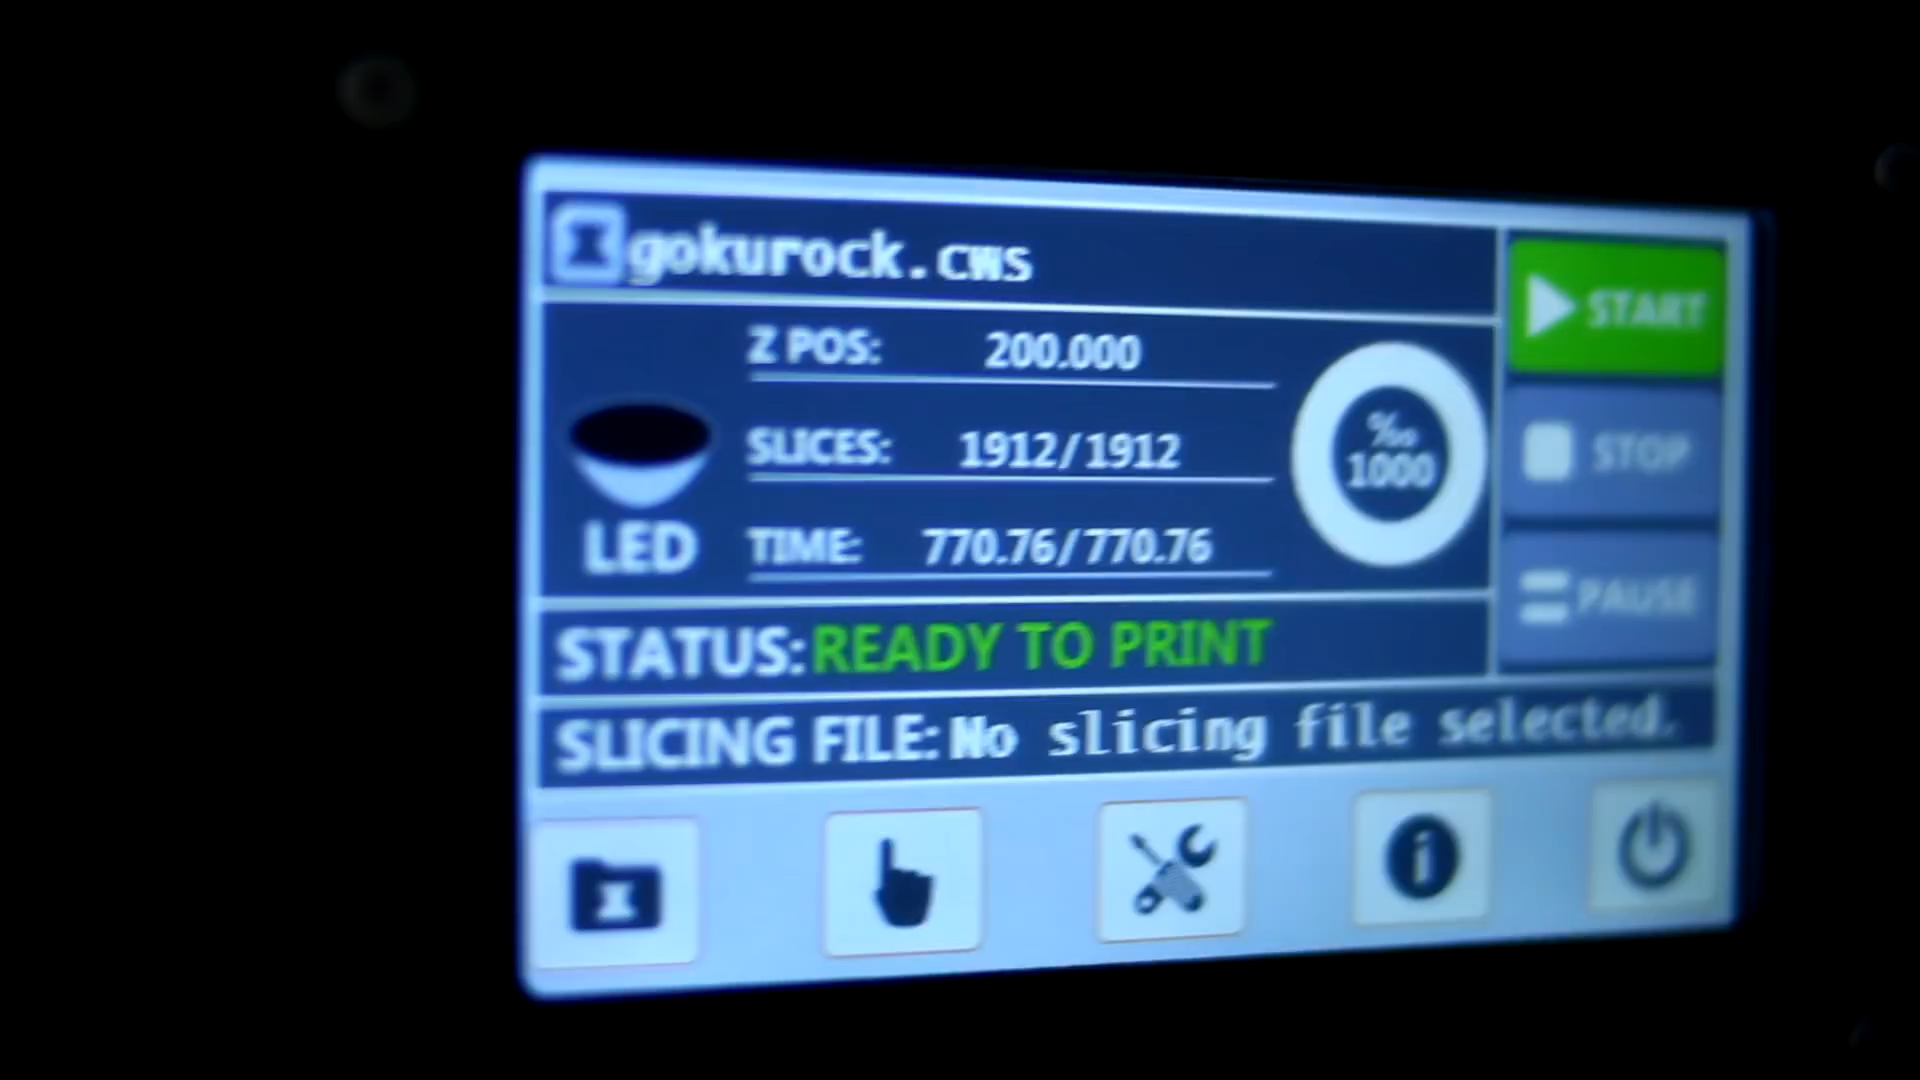 gokurock.cws
START
Z POS: 200.000
SLICES: 1912/1912
‰
1000
STOP
LED
TIME: 770.76/770.76
PAUSE
STATUS: READY TO PRINT
SLICING FILE: No slicing file selected.